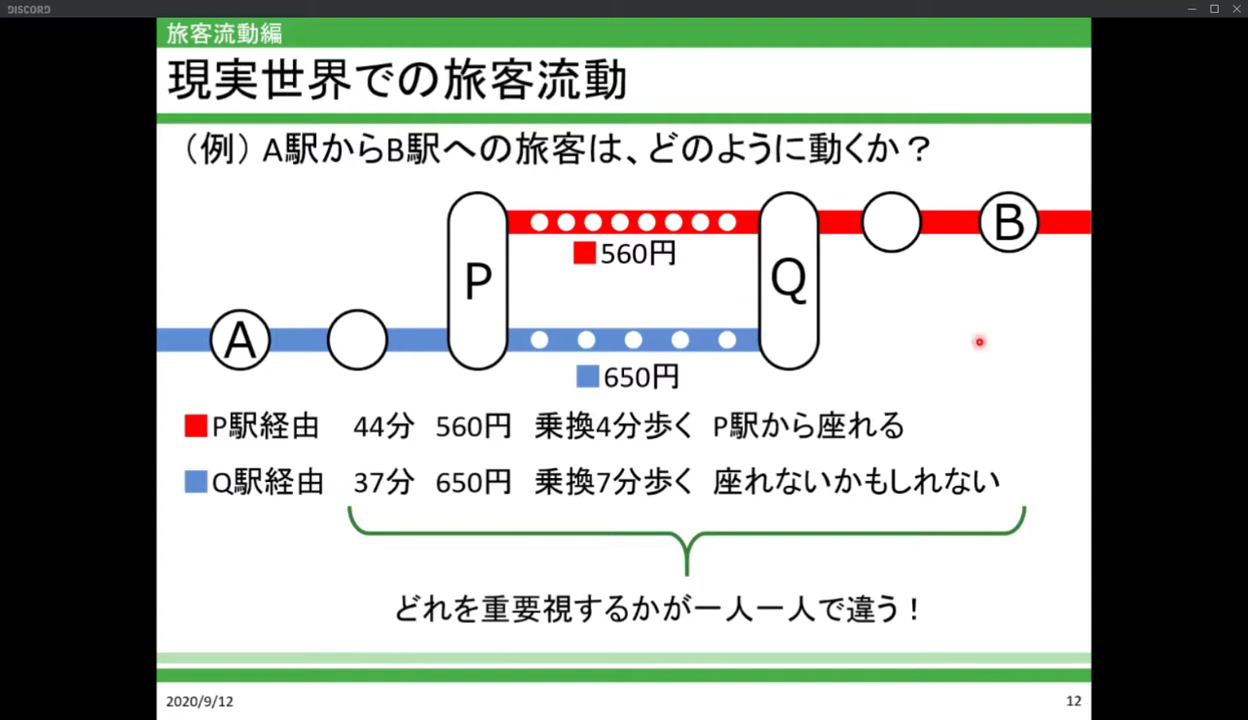 DISCORD
旅客流動編
現実世界での旅客流動
（例）A駅からB駅への旅客は、どのように動くか？
B
560円
P
Q
A
650円
P駅経由 44分 560円 乗換4分歩く P駅から座れる
Q駅経由 37分 650円 乗換7分歩く 座れないかもしれない
どれを重要視するかが一人一人で違う！
2020/9/12
12